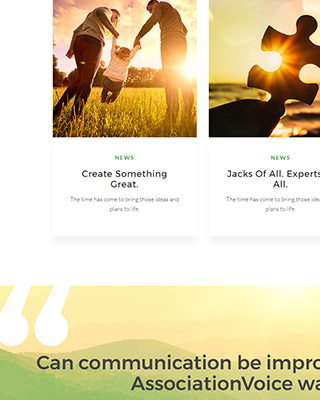 NEWS
Create Something
Great.
The time has come to bring those ideas and
plans to life.
NEWS
Jacks Of All. Experts
All.
The time has come to bring those idea
plans to life.
Can communication be impro
AssociationVoice wa